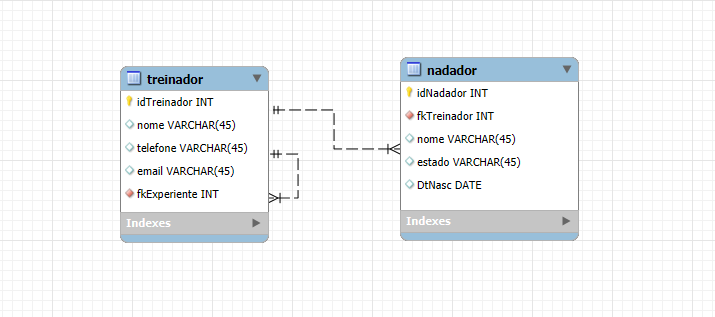 treinador
idTreinador INT
nome VARCHAR(45)
telefone VARCHAR(45)
email VARCHAR(45)
fkExperiente INT
Indexes
nadador
idNadador INT
fkTreinador INT
nome VARCHAR(45)
estado VARCHAR(45)
DtNasc DATE
Indexes